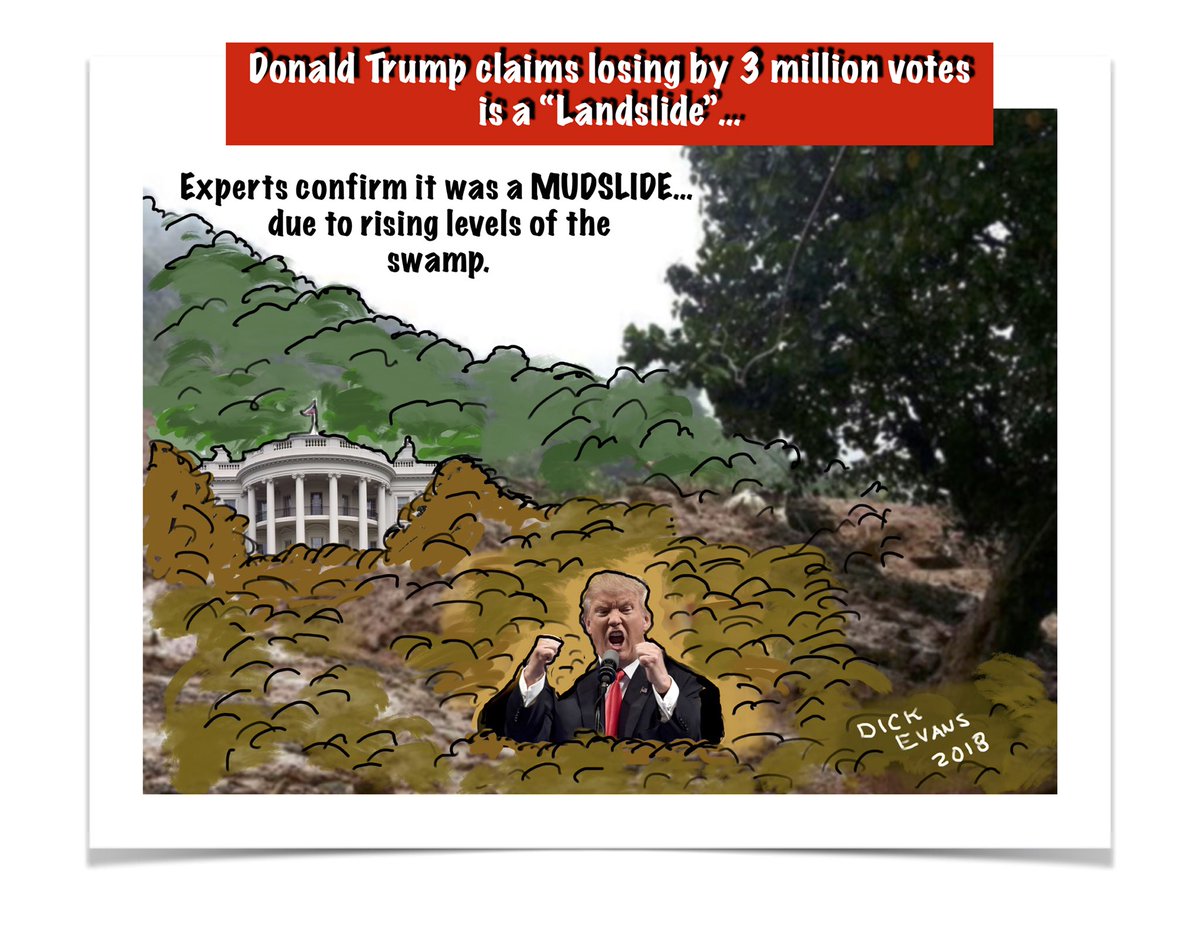 Donald Trump claims losing by 3 million votes
is a “Landslide”...
Experts confirm it was a MUDSLIDE...
due to rising levels of the
swamp.
DICK
EVANS
2018